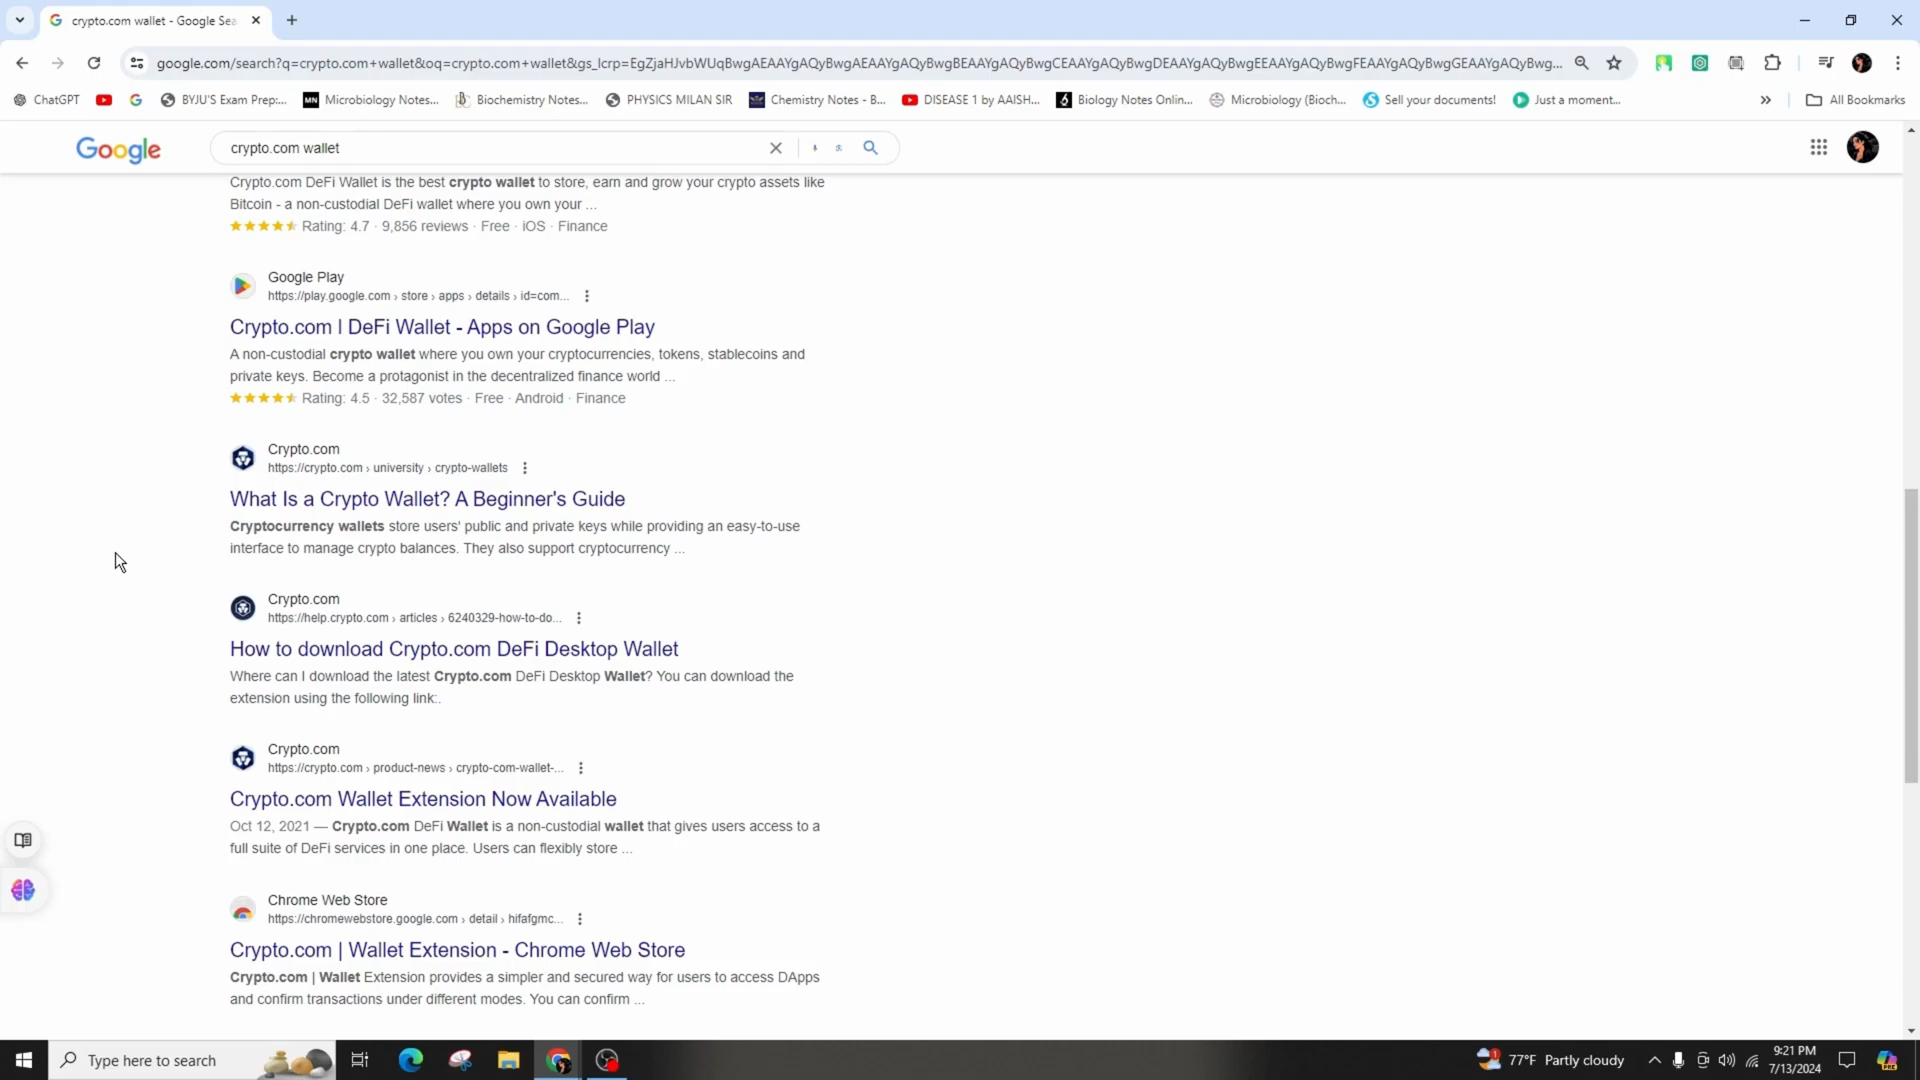 crypto.com wallet - Google Sea
google.com/search?q=crypto.com+wallet&oq=crypto.com+wallet&gs_lcrp=EgZjaHJvbWUqBwgAEAAYgAQyBwgAEAAYgAQyBwgBEAAYgAQyBwgCEAAYgAQyBwgDEAAYgAQyBwgEEAAYgAQyBwgFEAAYgAQyBwgGEAAYgAQyBwg...
ChatGPT
BYJU'S Exam Prep:...
Microbiology Notes...
Biochemistry Notes...
PHYSICS MILAN SIR
Chemistry Notes - B...
DISEASE 1 by AAISH...
Biology Notes Onlin...
Microbiology (Bioch...
Sell your documents!
Just a moment...
»
All Bookmarks
Google
crypto.com wallet
Crypto.com DeFi Wallet is the best crypto wallet to store, earn and grow your crypto assets like
Bitcoin - a non-custodial DeFi wallet where you own your ...
Rating: 4.7 · 9,856 reviews · Free · iOS · Finance
Google Play
https://play.google.com › store › apps › details › id=com...
Crypto.com l DeFi Wallet - Apps on Google Play
A non-custodial crypto wallet where you own your cryptocurrencies, tokens, stablecoins and
private keys. Become a protagonist in the decentralized finance world ...
Rating: 4.5 · 32,587 votes · Free · Android · Finance
Crypto.com
https://crypto.com › university › crypto-wallets
What Is a Crypto Wallet? A Beginner's Guide
Cryptocurrency wallets store users' public and private keys while providing an easy-to-use
interface to manage crypto balances. They also support cryptocurrency ...
Crypto.com
https://help.crypto.com › articles › 6240329-how-to-do...
How to download Crypto.com DeFi Desktop Wallet
Where can I download the latest Crypto.com DeFi Desktop Wallet? You can download the
extension using the following link:.
Crypto.com
https://crypto.com › product-news › crypto-com-wallet-...
Crypto.com Wallet Extension Now Available
Oct 12, 2021 — Crypto.com DeFi Wallet is a non-custodial wallet that gives users access to a
full suite of DeFi services in one place. Users can flexibly store ...
Chrome Web Store
https://chromewebstore.google.com › detail › hifafgmc...
Crypto.com | Wallet Extension - Chrome Web Store
Crypto.com | Wallet Extension provides a simpler and secured way for users to access DApps
and confirm transactions under different modes. You can confirm ...
Type here to search
1
77°F Partly cloudy
9:21 PM
7/13/2024
PRE